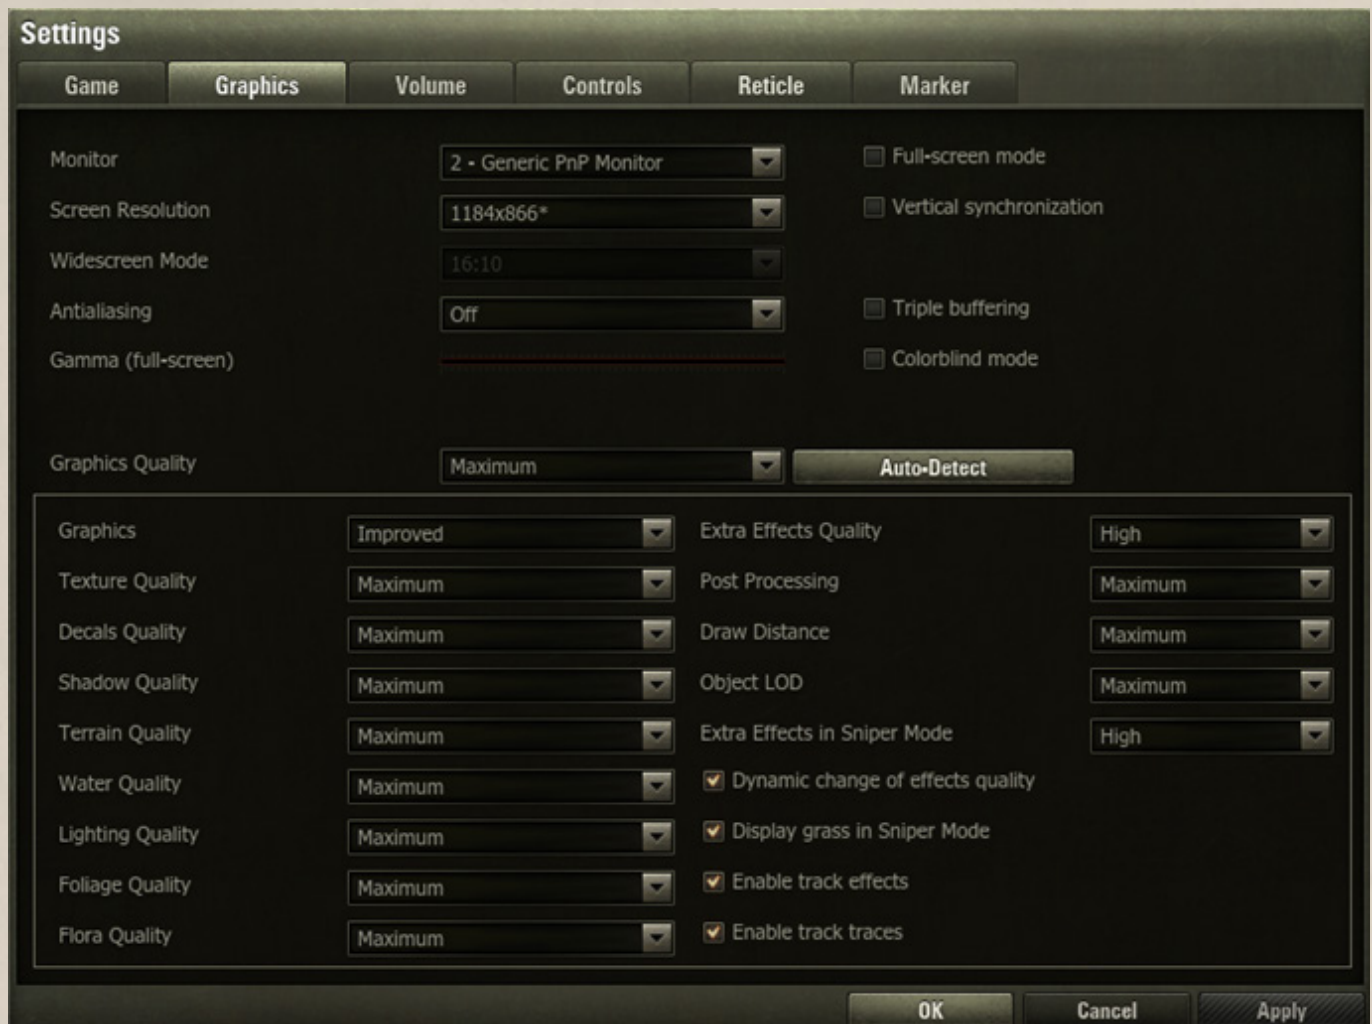 Settings
Game Graphics Volume Controls Reticle Marker
Monitor 2 - Generic PnP Monitor Full-screen mode
Screen Resolution 1184x866* Vertical synchronization
Widescreen Mode 16:10
Antialiasing Off Triple buffering
Gamma (full-screen) Colorblind mode
Graphics Quality Maximum Auto-Detect
Graphics Improved Extra Effects Quality High
Texture Quality Maximum Post Processing Maximum
Decals Quality Maximum Draw Distance Maximum
Shadow Quality Maximum Object LOD Maximum
Terrain Quality Maximum Extra Effects in Sniper Mode High
Water Quality Maximum Dynamic change of effects quality
Lighting Quality Maximum Display grass in Sniper Mode
Foliage Quality Maximum Enable track effects
Flora Quality Maximum Enable track traces
OK Cancel Apply